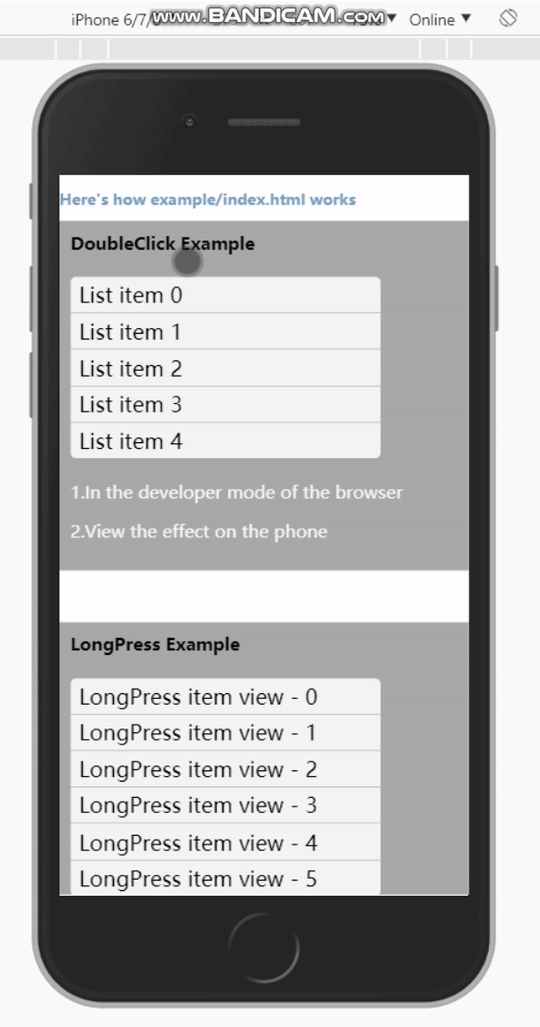 iPhone 6/7/8
www.BANDICAM.com
Online ▼
Here's how example/index.html works
DoubleClick Example
List item 0
List item 1
List item 2
List item 3
List item 4
1.In the developer mode of the browser
2.View the effect on the phone
LongPress Example
LongPress item view - 0
LongPress item view - 1
LongPress item view - 2
LongPress item view - 3
LongPress item view - 4
LongPress item view - 5